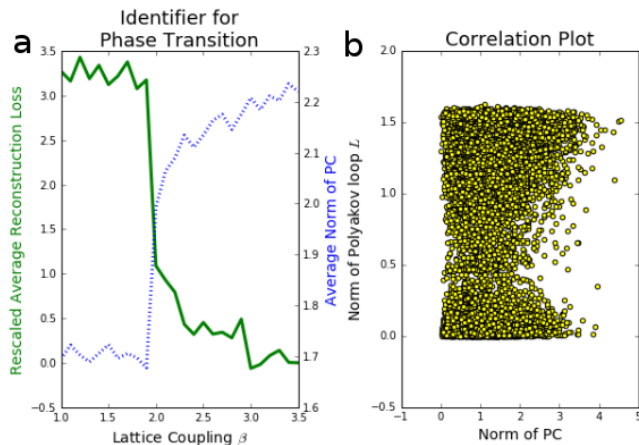 a
Identifier for
Phase Transition
3.5
3.0
2.5
2.0
1.5
1.0
0.5
0.0
−0.5
Rescaled Average Reconstruction Loss
2.3
2.2
2.1
2.0
1.9
1.8
1.7
1.6
Average Norm of PC
1.0 1.5 2.0 2.5 3.0 3.5
Lattice Coupling β
b
Correlation Plot
2.0
1.5
1.0
0.5
0.0
−0.5
Norm of Polyakov loop L
−1 0 1 2 3 4 5
Norm of PC